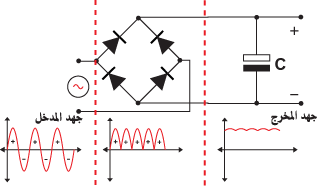 +
C
−
جهد المدخل
جهد المخرج
+ + +
− −
+ + + + +